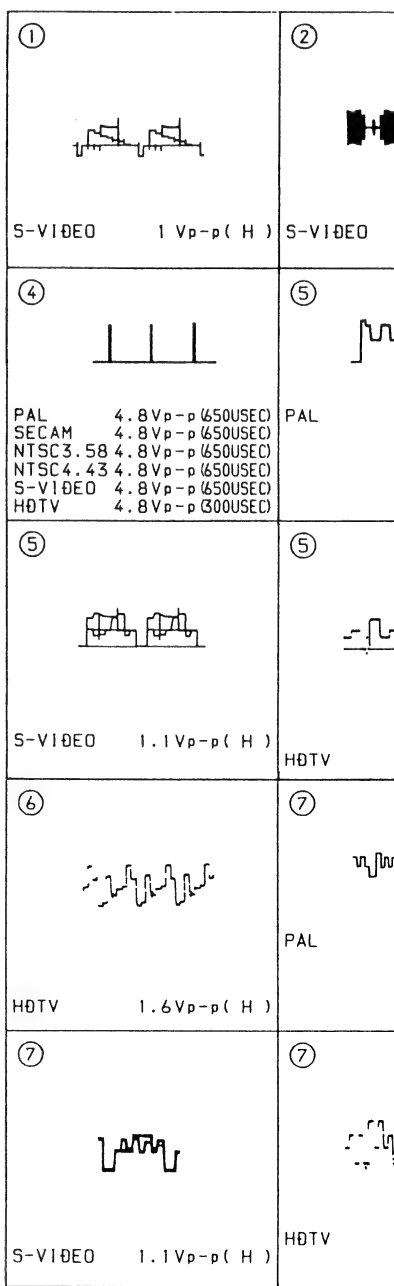 ①
②
S-VIDEO 1 Vp-p( H )
S-VIDEO
④
⑤
PAL 4.8Vp-p(650USEC)
SECAM 4.8Vp-p(650USEC)
NTSC3.58 4.8Vp-p(650USEC)
NTSC4.43 4.8Vp-p(650USEC)
S-VIDEO 4.8Vp-p(650USEC)
HDTV 4.8Vp-p(300USEC)
PAL
⑤
⑤
S-VIDEO 1.1Vp-p( H )
HDTV
⑥
⑦
HDTV 1.6Vp-p( H )
PAL
⑦
⑦
S-VIDEO 1.1Vp-p( H )
HDTV